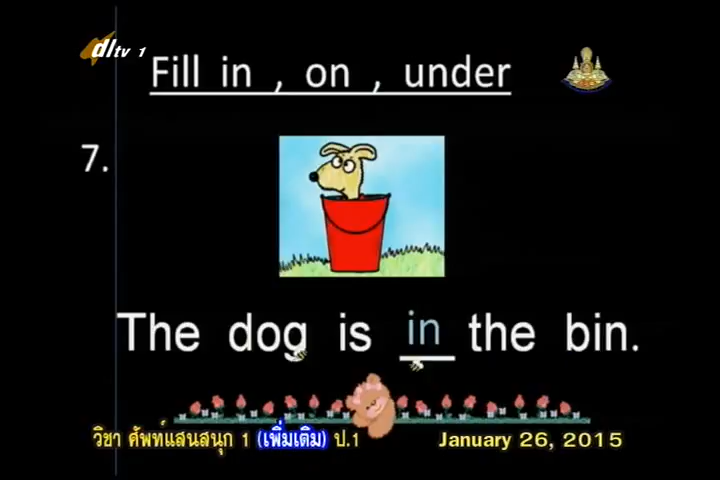 dltv 1
Fill in , on , under
7.
The dog is in the bin.
วิชา ศัพท์แสนสนุก 1 (เพิ่มเติม) ป.1
January 26, 2015